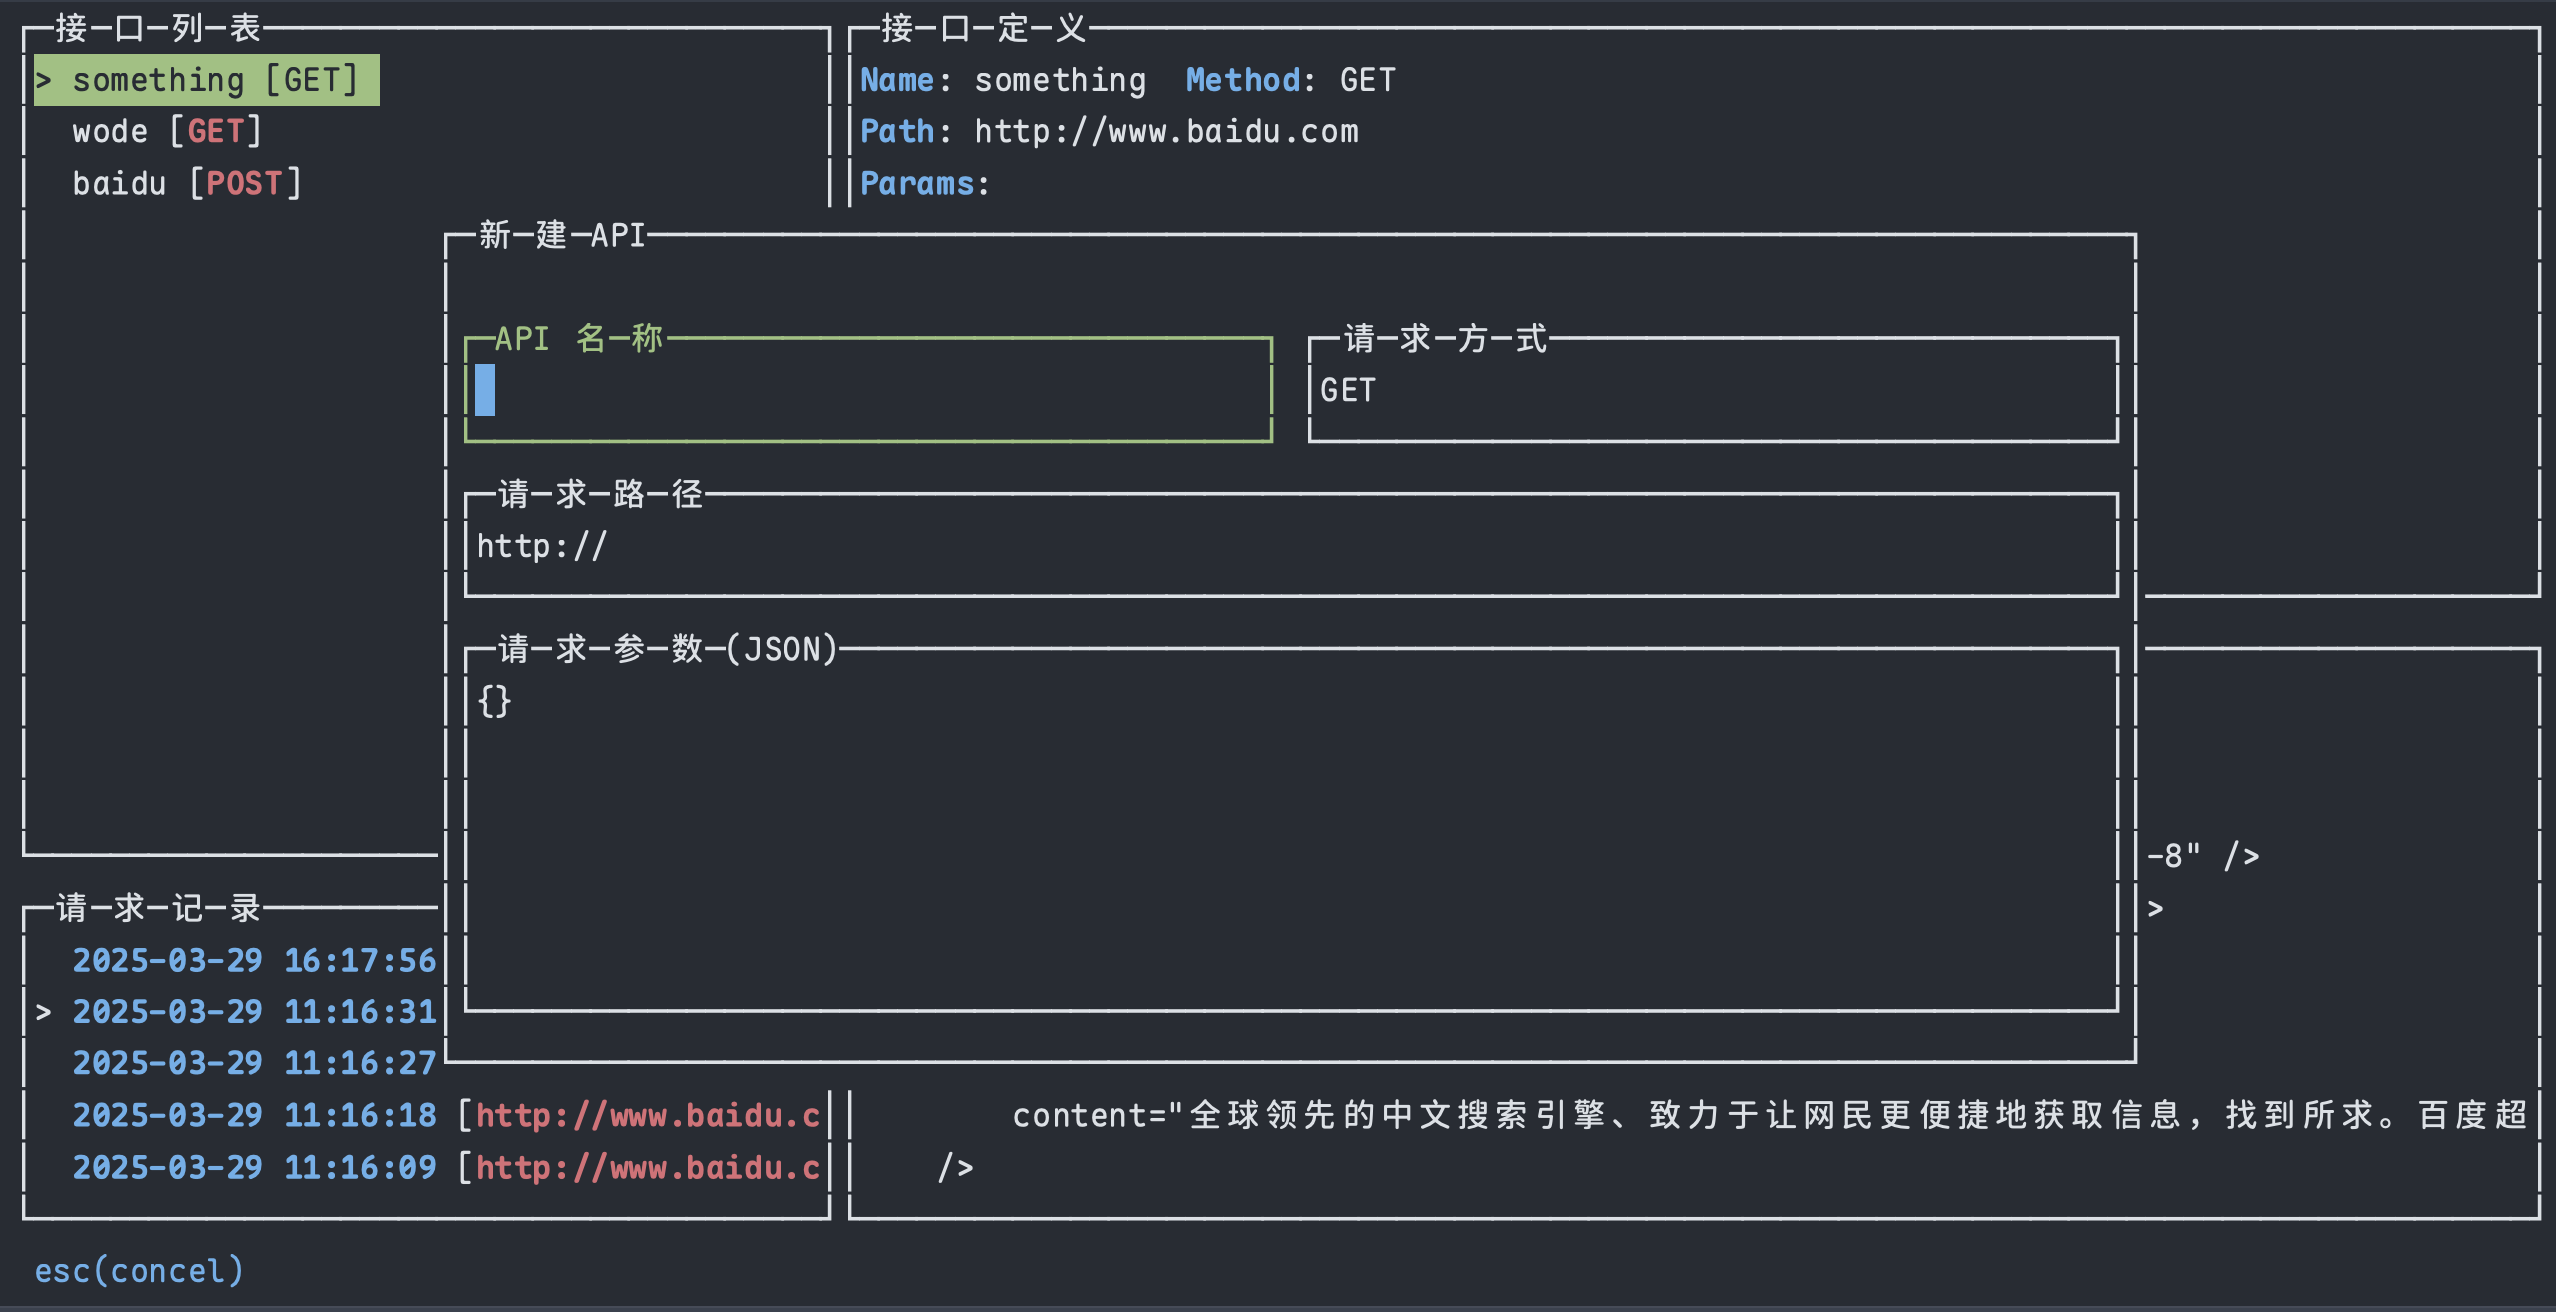 接口列表
> something [GET]
wode [GET]
baidu [POST]
接口定义
Name: something  Method: GET
Path: http://www.baidu.com
Params:
新建 API
API 名称
请求方式
GET
请求路径
http://
请求参数(JSON)
{}
-8" />
>
请求记录
2025-03-29 16:17:56
> 2025-03-29 11:16:31
2025-03-29 11:16:27
2025-03-29 11:16:18 [http://www.baidu.c
2025-03-29 11:16:09 [http://www.baidu.c
content="全球领先的中文搜索引擎、致力于让网民更便捷地获取信息，找到所求。百度超
/>
esc(concel)